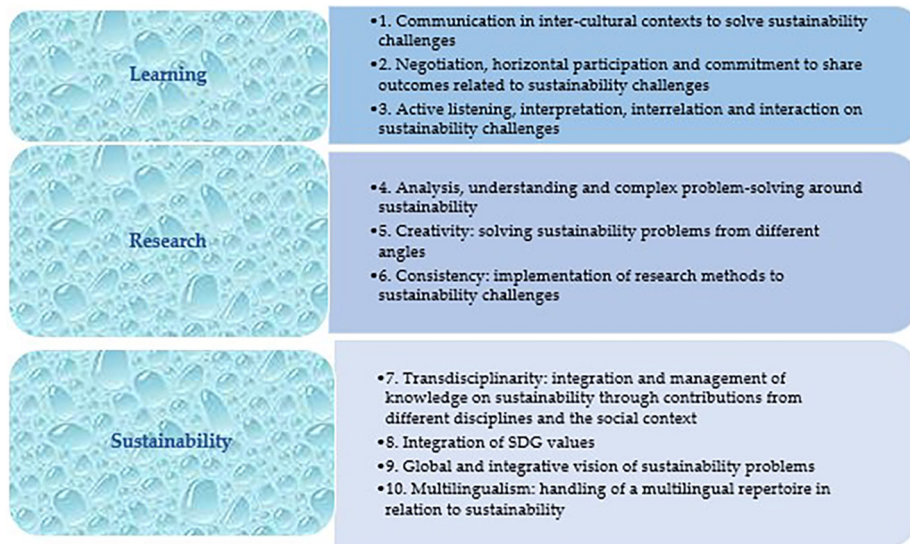 Learning
•1. Communication in inter-cultural contexts to solve sustainability
challenges
•2. Negotiation, horizontal participation and commitment to share
outcomes related to sustainability challenges
•3. Active listening, interpretation, interrelation and interaction on
sustainability challenges
Research
•4. Analysis, understanding and complex problem-solving around
sustainability
•5. Creativity: solving sustainability problems from different
angles
•6. Consistency: implementation of research methods to
sustainability challenges
Sustainability
•7. Transdisciplinarity: integration and management of
knowledge on sustainability through contributions from
different disciplines and the social context
•8. Integration of SDG values
•9. Global and integrative vision of sustainability problems
•10. Multilingualism: handling of a multilingual repertoire in
relation to sustainability